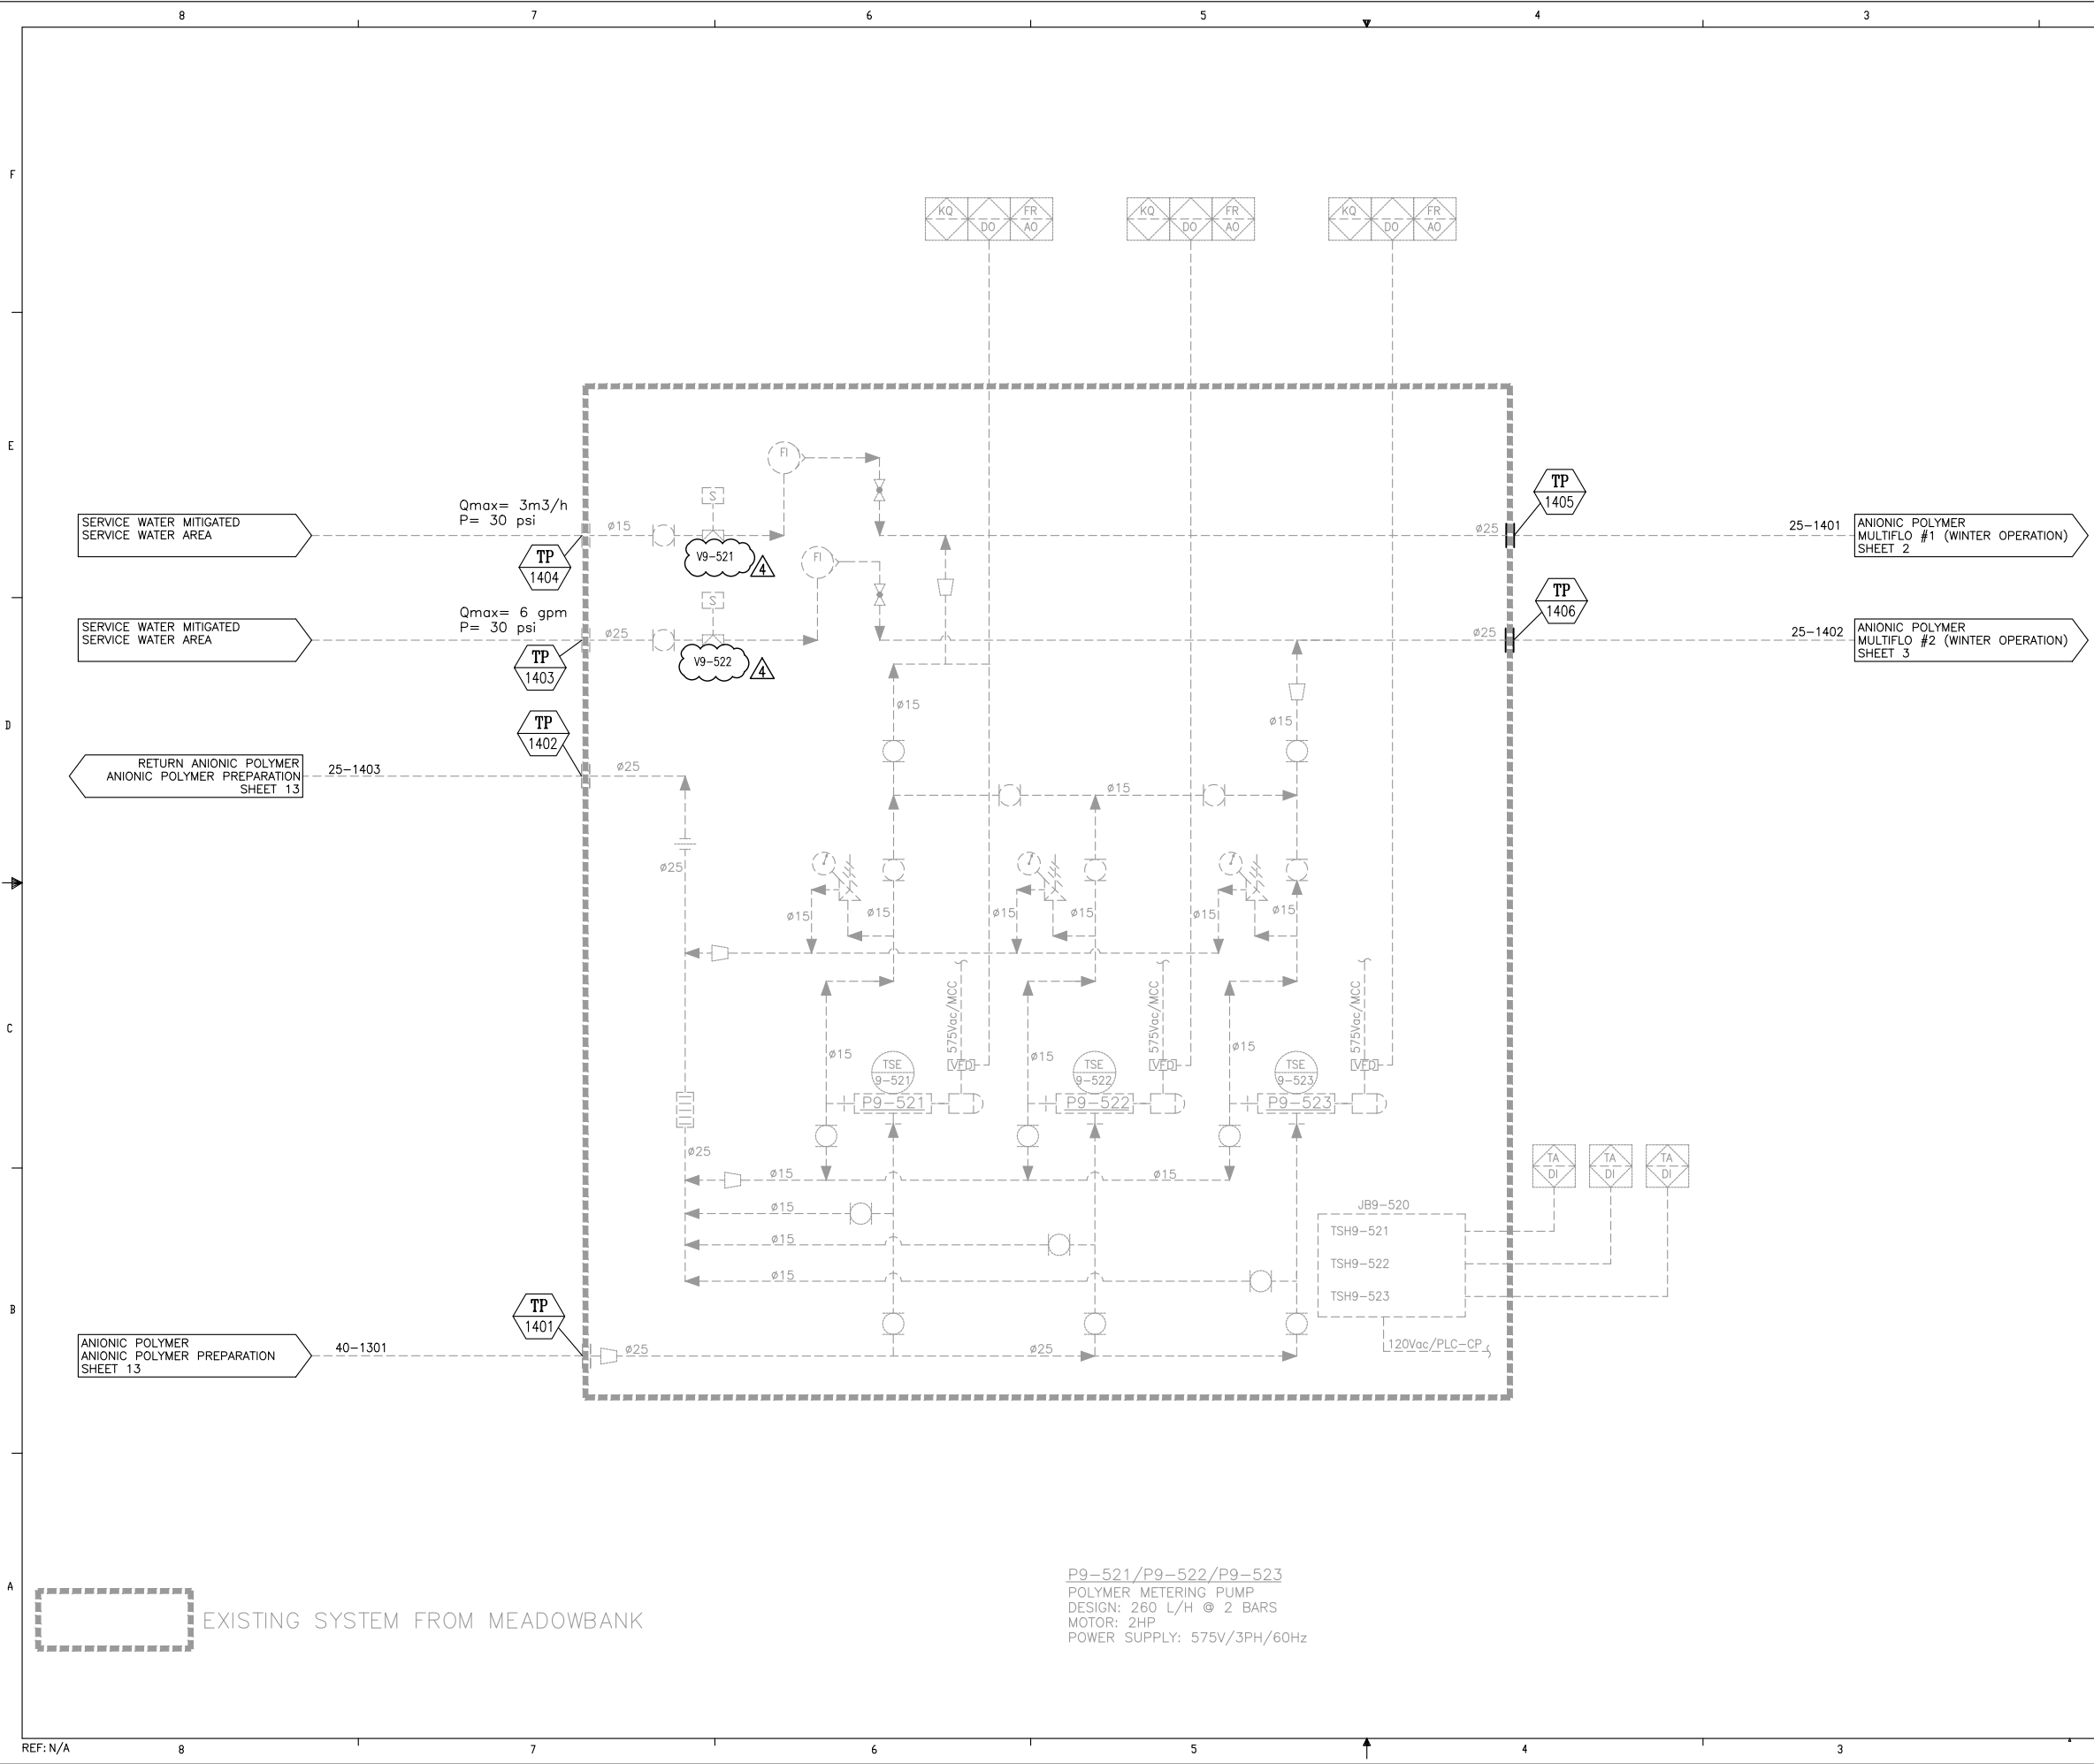 8 7 6 5 4 3
F
KQ DO FR AO
KQ DO FR AO
KQ DO FR AO
E
FI
TP
1405
S
Qmax= 3m3/h
P= 30 psi
SERVICE WATER MITIGATED
SERVICE WATER AREA
ø15
ø25
25-1401
ANIONIC POLYMER
MULTIFLO #1 (WINTER OPERATION)
SHEET 2
V9-521
4
FI
TP
1404
TP
1406
S
Qmax= 6 gpm
P= 30 psi
SERVICE WATER MITIGATED
SERVICE WATER AREA
ø25
ø25
25-1402
ANIONIC POLYMER
MULTIFLO #2 (WINTER OPERATION)
SHEET 3
V9-522
4
TP
1403
D
ø15
ø15
TP
1402
RETURN ANIONIC POLYMER
ANIONIC POLYMER PREPARATION
SHEET 13
25-1403
ø25
ø15
ø25
ø15
ø15
ø15
ø15
ø15
ø15
C
575Vac/MCC
575Vac/MCC
575Vac/MCC
ø15
ø15
ø15
VFD
VFD
VFD
TSE
9-521
TSE
9-522
TSE
9-523
P9-521
P9-522
P9-523
ø25
ø15
ø15
TA
DI
TA
DI
TA
DI
ø15
ø15
ø15
JB9-520
TSH9-521
TSH9-522
TSH9-523
120Vac/PLC-CP
B
TP
1401
ANIONIC POLYMER
ANIONIC POLYMER PREPARATION
SHEET 13
40-1301
ø25
ø25
A
EXISTING SYSTEM FROM MEADOWBANK
P9-521/P9-522/P9-523
POLYMER METERING PUMP
DESIGN: 260 L/H @ 2 BARS
MOTOR: 2HP
POWER SUPPLY: 575V/3PH/60Hz
REF: N/A
8 7 6 5 4 3